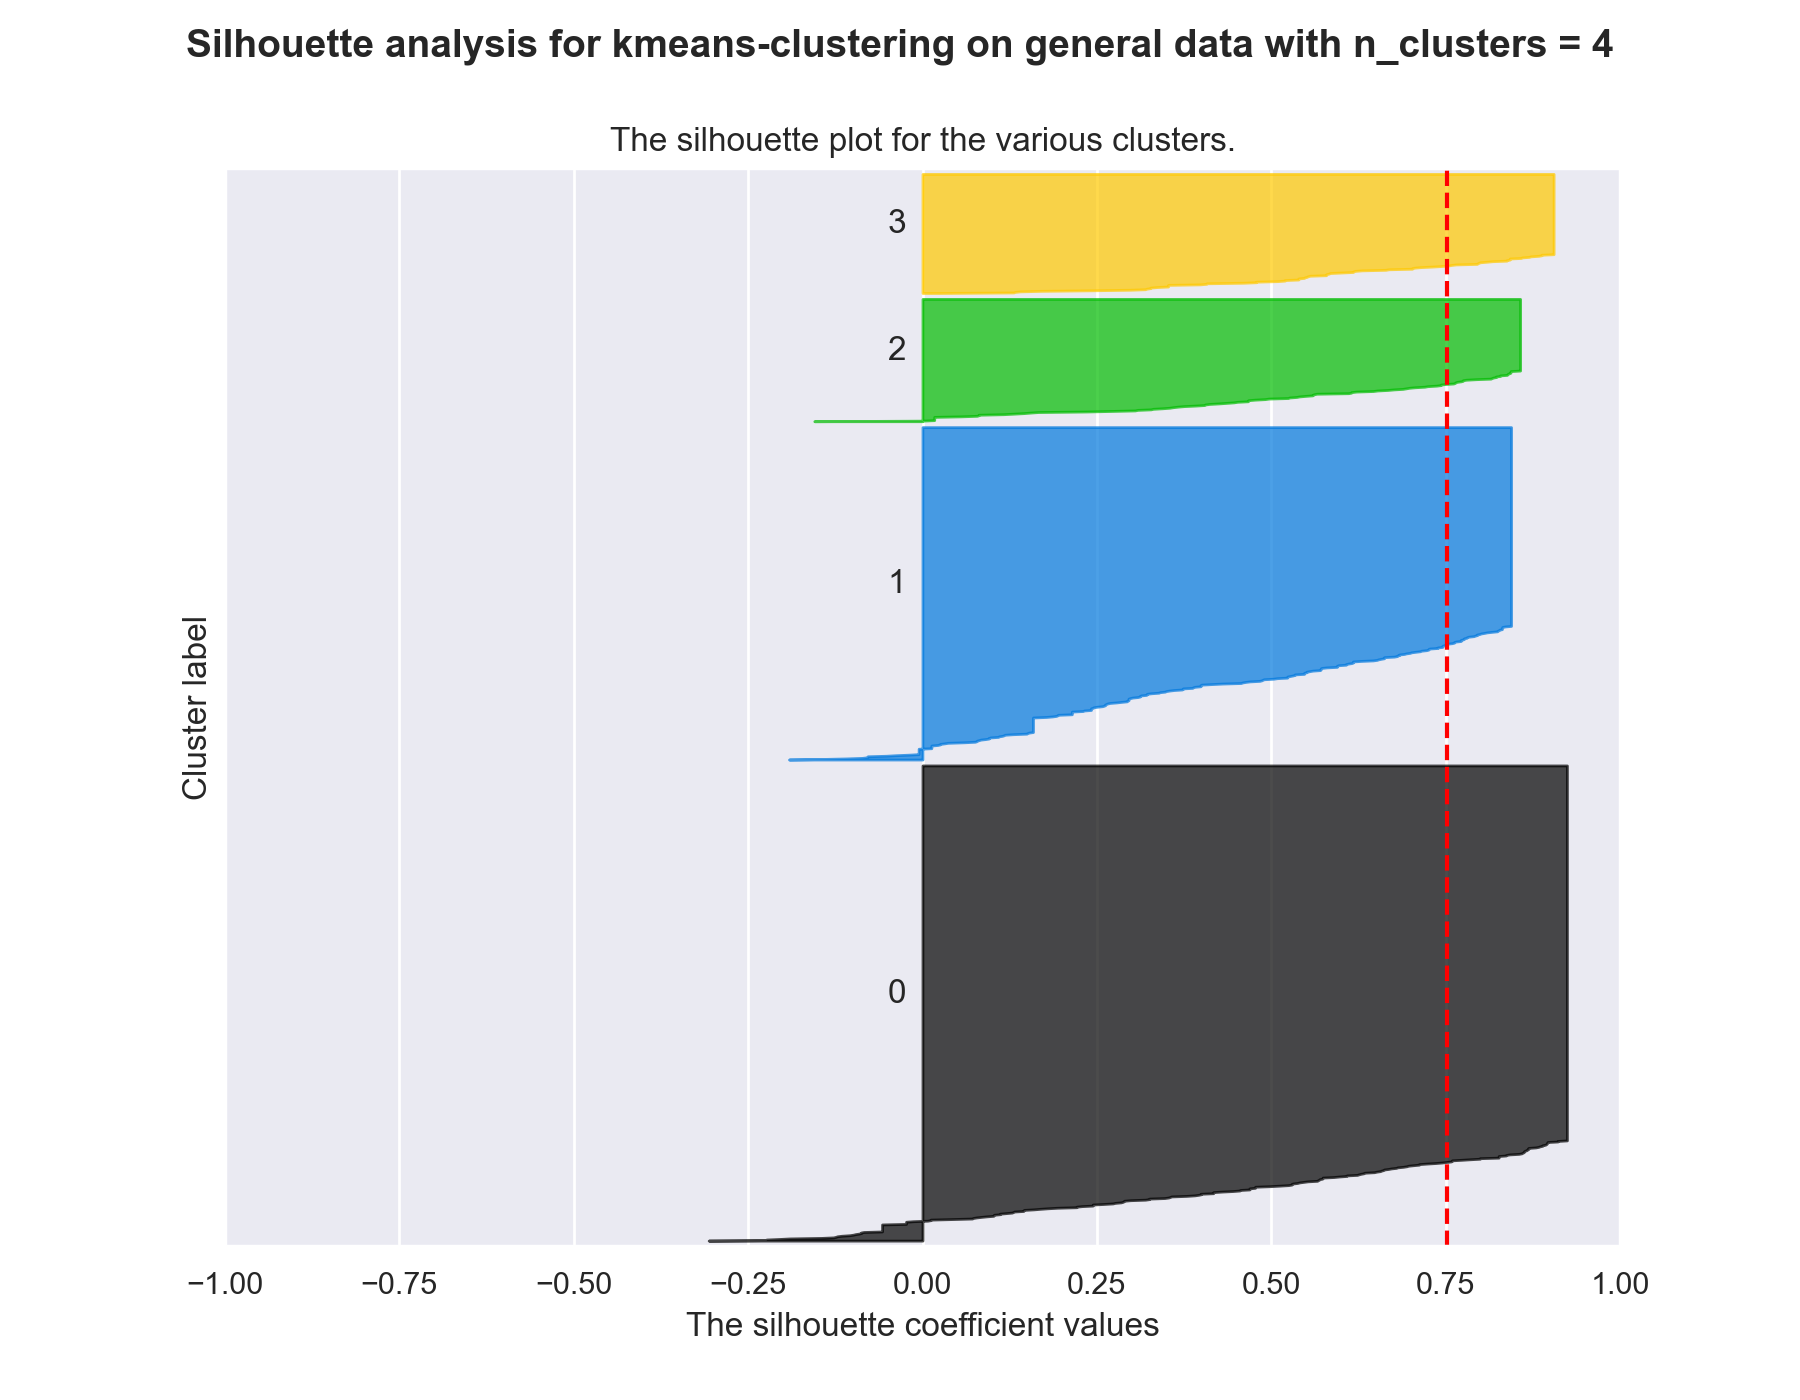 Silhouette analysis for kmeans-clustering on general data with n_clusters = 4
The silhouette plot for the various clusters.
3
2
1
0
Cluster label
−1.00 −0.75 −0.50 −0.25 0.00 0.25 0.50 0.75 1.00
The silhouette coefficient values